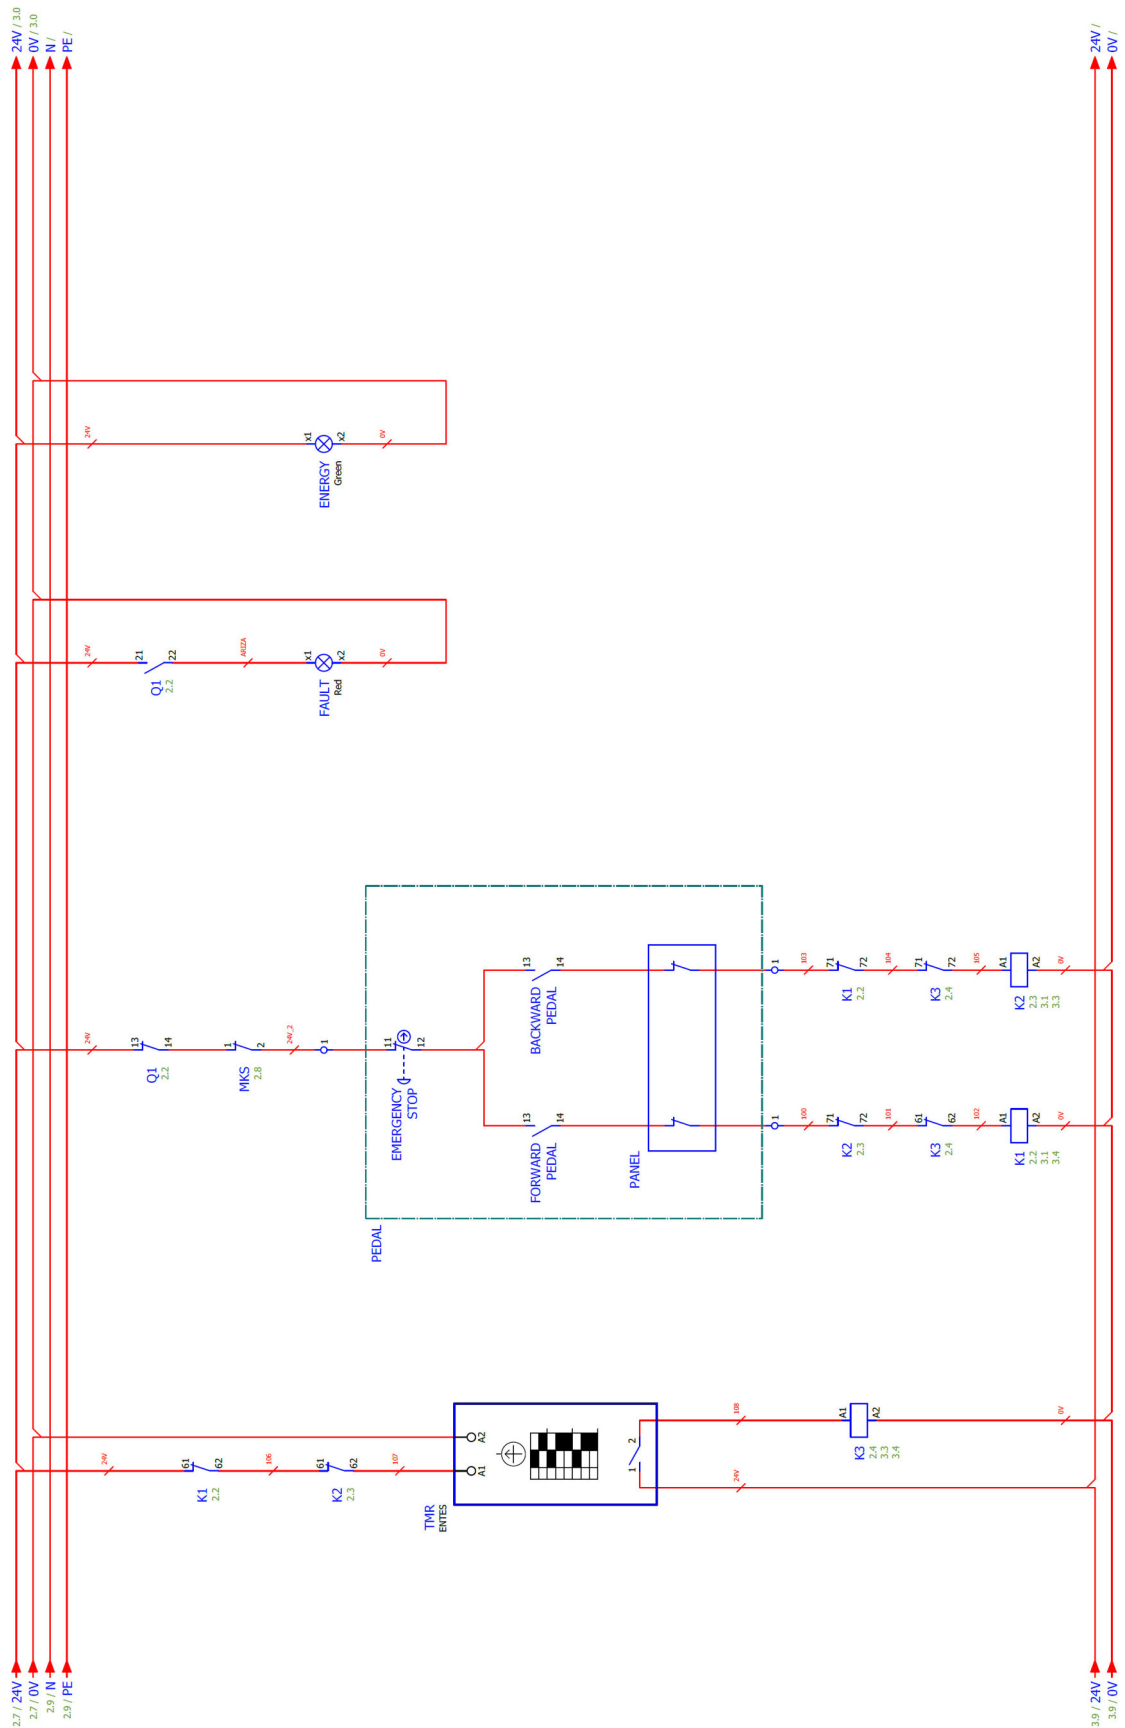 2.7 / 24V
2.7 / 0V
2.9 / N
2.9 / PE
24V / 3.0
0V / 3.0
N /
PE /
24V
61
62
K1
2.2
106
61
62
K2
2.3
107
TMR
ENTES
A1
A2
1
2
24V
108
A1
A2
K3
2.4
3.3
3.4
0V
24V
13
14
Q1
2.2
1
2
MKS
2.8
24V_2
1
PEDAL
11
12
EMERGENCY
STOP
13
14
FORWARD
PEDAL
13
14
BACKWARD
PEDAL
PANEL
1
100
71
72
K2
2.3
101
61
62
K3
2.4
102
A1
A2
K1
2.2
3.1
3.4
0V
1
103
71
72
K1
2.2
104
71
72
K3
2.4
105
A1
A2
K2
2.3
3.1
3.3
0V
24V
21
22
Q1
2.2
ARIZA
x1
x2
FAULT
Red
0V
24V
x1
x2
ENERGY
Green
0V
3.9 / 24V
3.9 / 0V
24V /
0V /